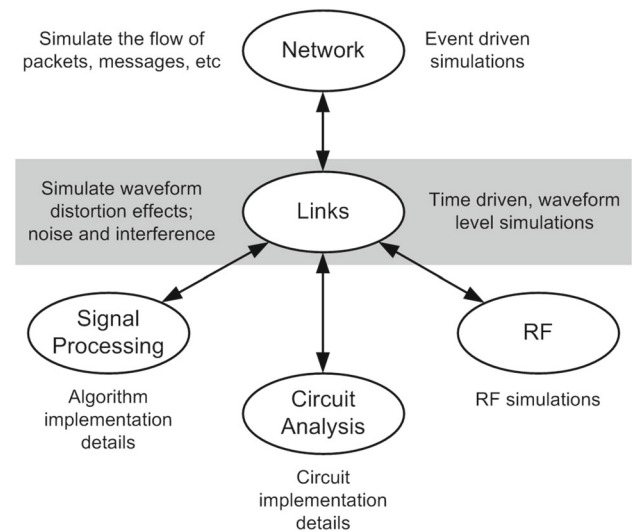 Simulate the flow of
packets, messages, etc
Network
Event driven
simulations
Simulate waveform
distortion effects;
noise and interference
Links
Time driven, waveform
level simulations
Signal
Processing
Algorithm
implementation
details
Circuit
Analysis
Circuit
implementation
details
RF
RF simulations